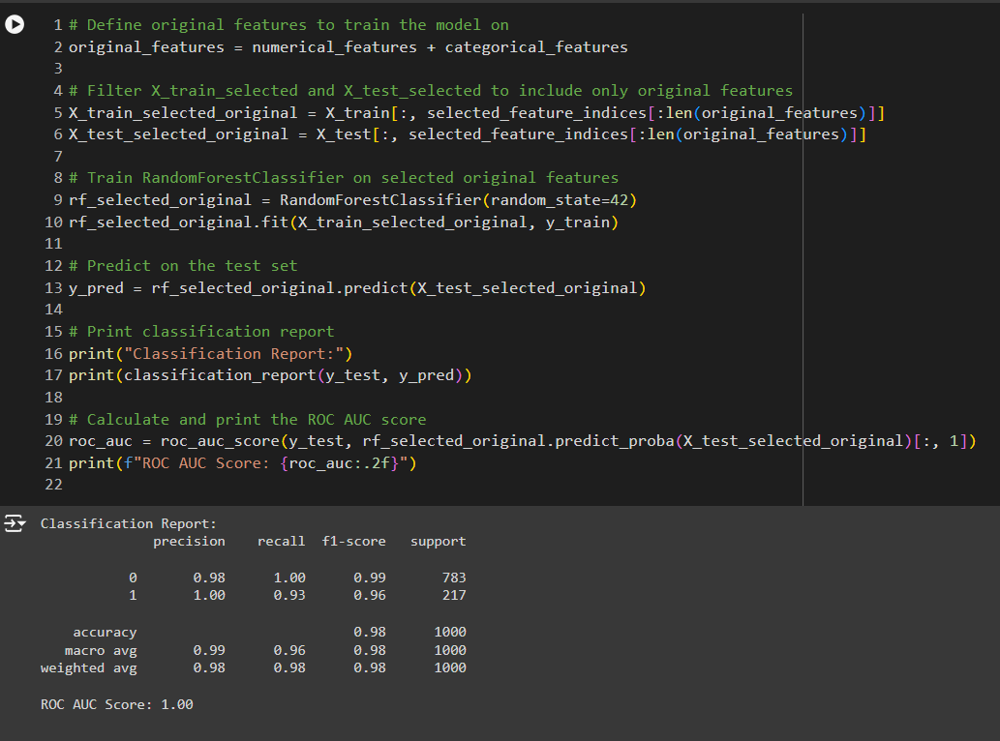 1 # Define original features to train the model on
2 original_features = numerical_features + categorical_features
3
4 # Filter X_train_selected and X_test_selected to include only original features
5 X_train_selected_original = X_train[:, selected_feature_indices[:len(original_features)]]
6 X_test_selected_original = X_test[:, selected_feature_indices[:len(original_features)]]
7
8 # Train RandomForestClassifier on selected original features
9 rf_selected_original = RandomForestClassifier(random_state=42)
10 rf_selected_original.fit(X_train_selected_original, y_train)
11
12 # Predict on the test set
13 y_pred = rf_selected_original.predict(X_test_selected_original)
14
15 # Print classification report
16 print("Classification Report:")
17 print(classification_report(y_test, y_pred))
18
19 # Calculate and print the ROC AUC score
20 roc_auc = roc_auc_score(y_test, rf_selected_original.predict_proba(X_test_selected_original)[:, 1])
21 print(f"ROC AUC Score: {roc_auc:.2f}")
22
Classification Report:
precision recall f1-score support
0 0.98 1.00 0.99 783
1 1.00 0.93 0.96 217
accuracy 0.98 1000
macro avg 0.99 0.96 0.98 1000
weighted avg 0.98 0.98 0.98 1000
ROC AUC Score: 1.00